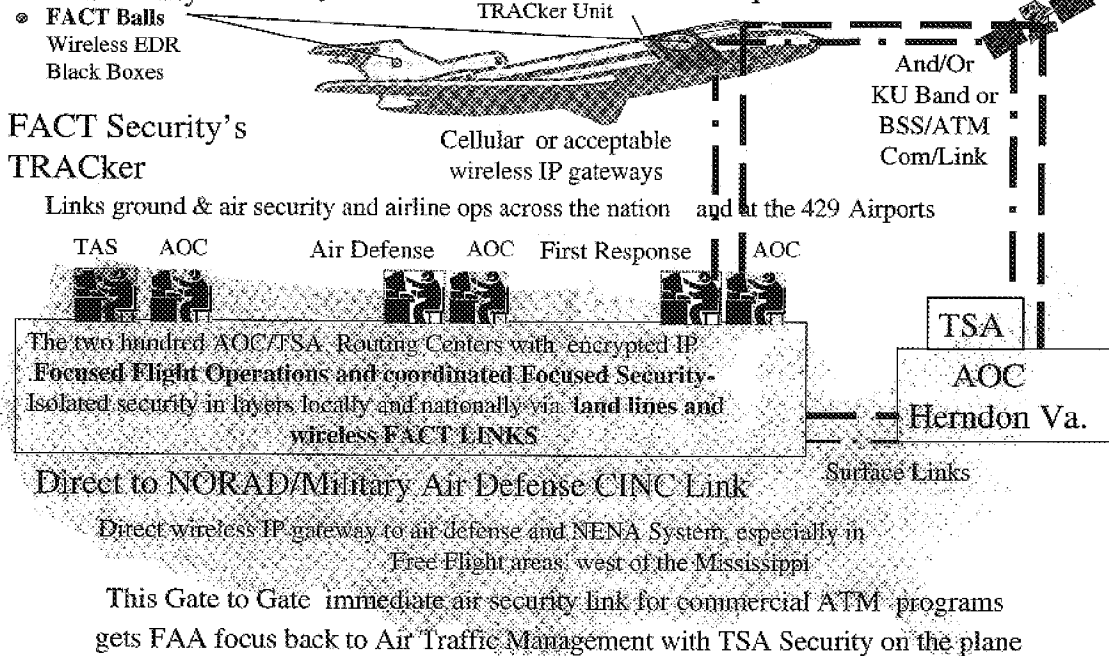 TRACker Unit
FACT Balls
Wireless EDR
Black Boxes
And/Or
KU Band or
BSS/ATM
Com/Link
FACT Security's
TRACker
Cellular or acceptable
wireless IP gateways
Links ground & air security and airline ops across the nation and at the 429 Airports
TAS AOC Air Defense AOC First Response AOC
The two hundred AOC/TSA Routing Centers with encrypted IP
Focused Flight Operations and coordinated Focused Security-
Isolated security in layers locally and nationally via land lines and
wireless FACT LINKS
TSA
AOC
Herndon Va.
Surface Links
Direct to NORAD/Military Air Defense CINC Link
Direct wireless IP gateway to air defense and NENA System, especially in
Free Flight areas west of the Mississippi
This Gate to Gate immediate air security link for commercial ATM programs
gets FAA focus back to Air Traffic Management with TSA Security on the plane